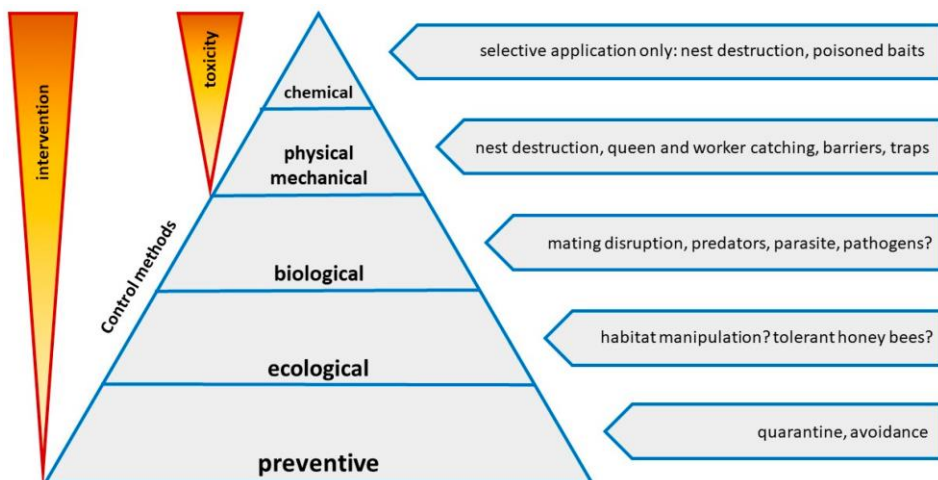 intervention
toxicity
Control methods
chemical
physical
mechanical
biological
ecological
preventive
selective application only: nest destruction, poisoned baits
nest destruction, queen and worker catching, barriers, traps
mating disruption, predators, parasite, pathogens?
habitat manipulation? tolerant honey bees?
quarantine, avoidance